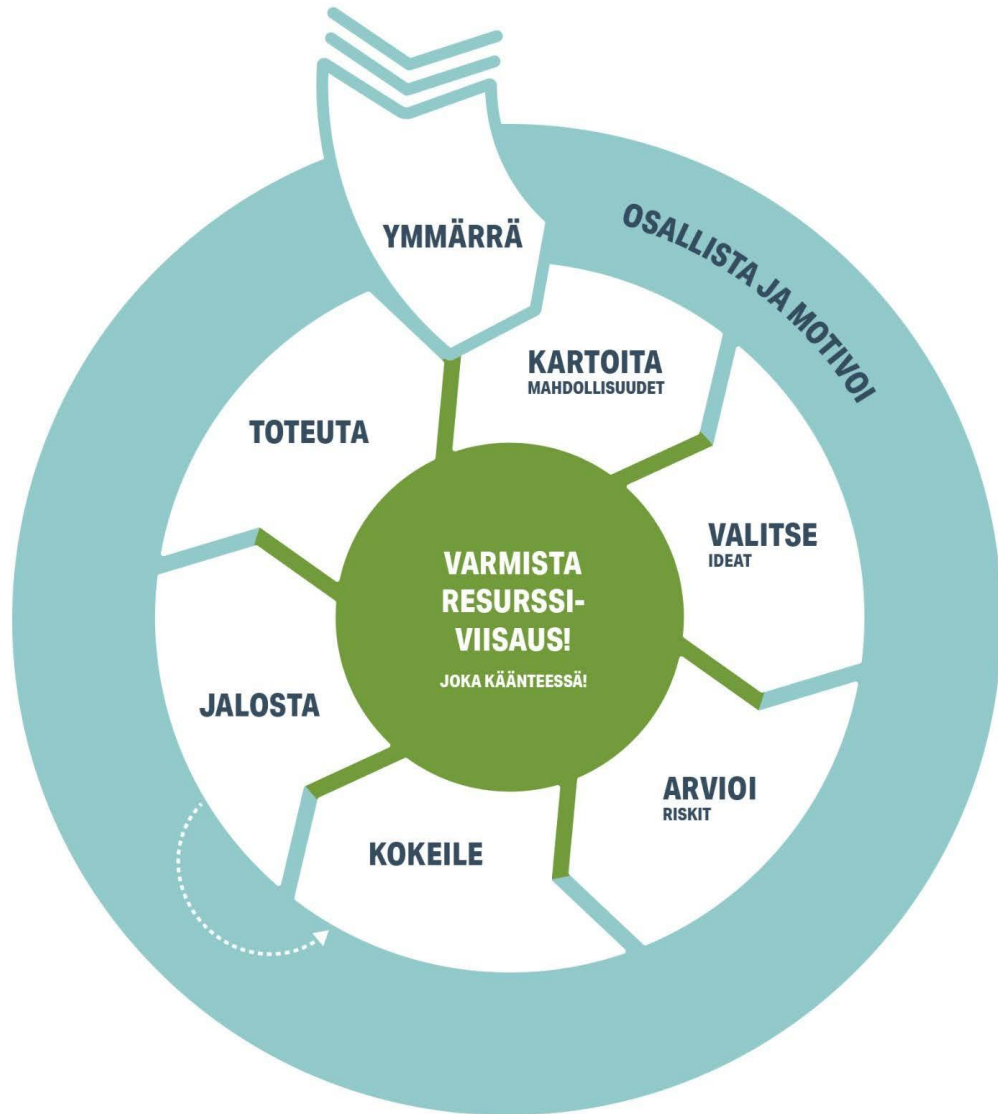 YMMÄRRÄ
OSALLISTA JA MOTIVOI
KARTOITA
MAHDOLLISUUDET
VALITSE
IDEAT
ARVIOI
RISKIT
KOKEILE
JALOSTA
TOTEUTA
VARMISTA
RESURSSI-
VIISAUS!
JOKA KÄÄNTEESSÄ!